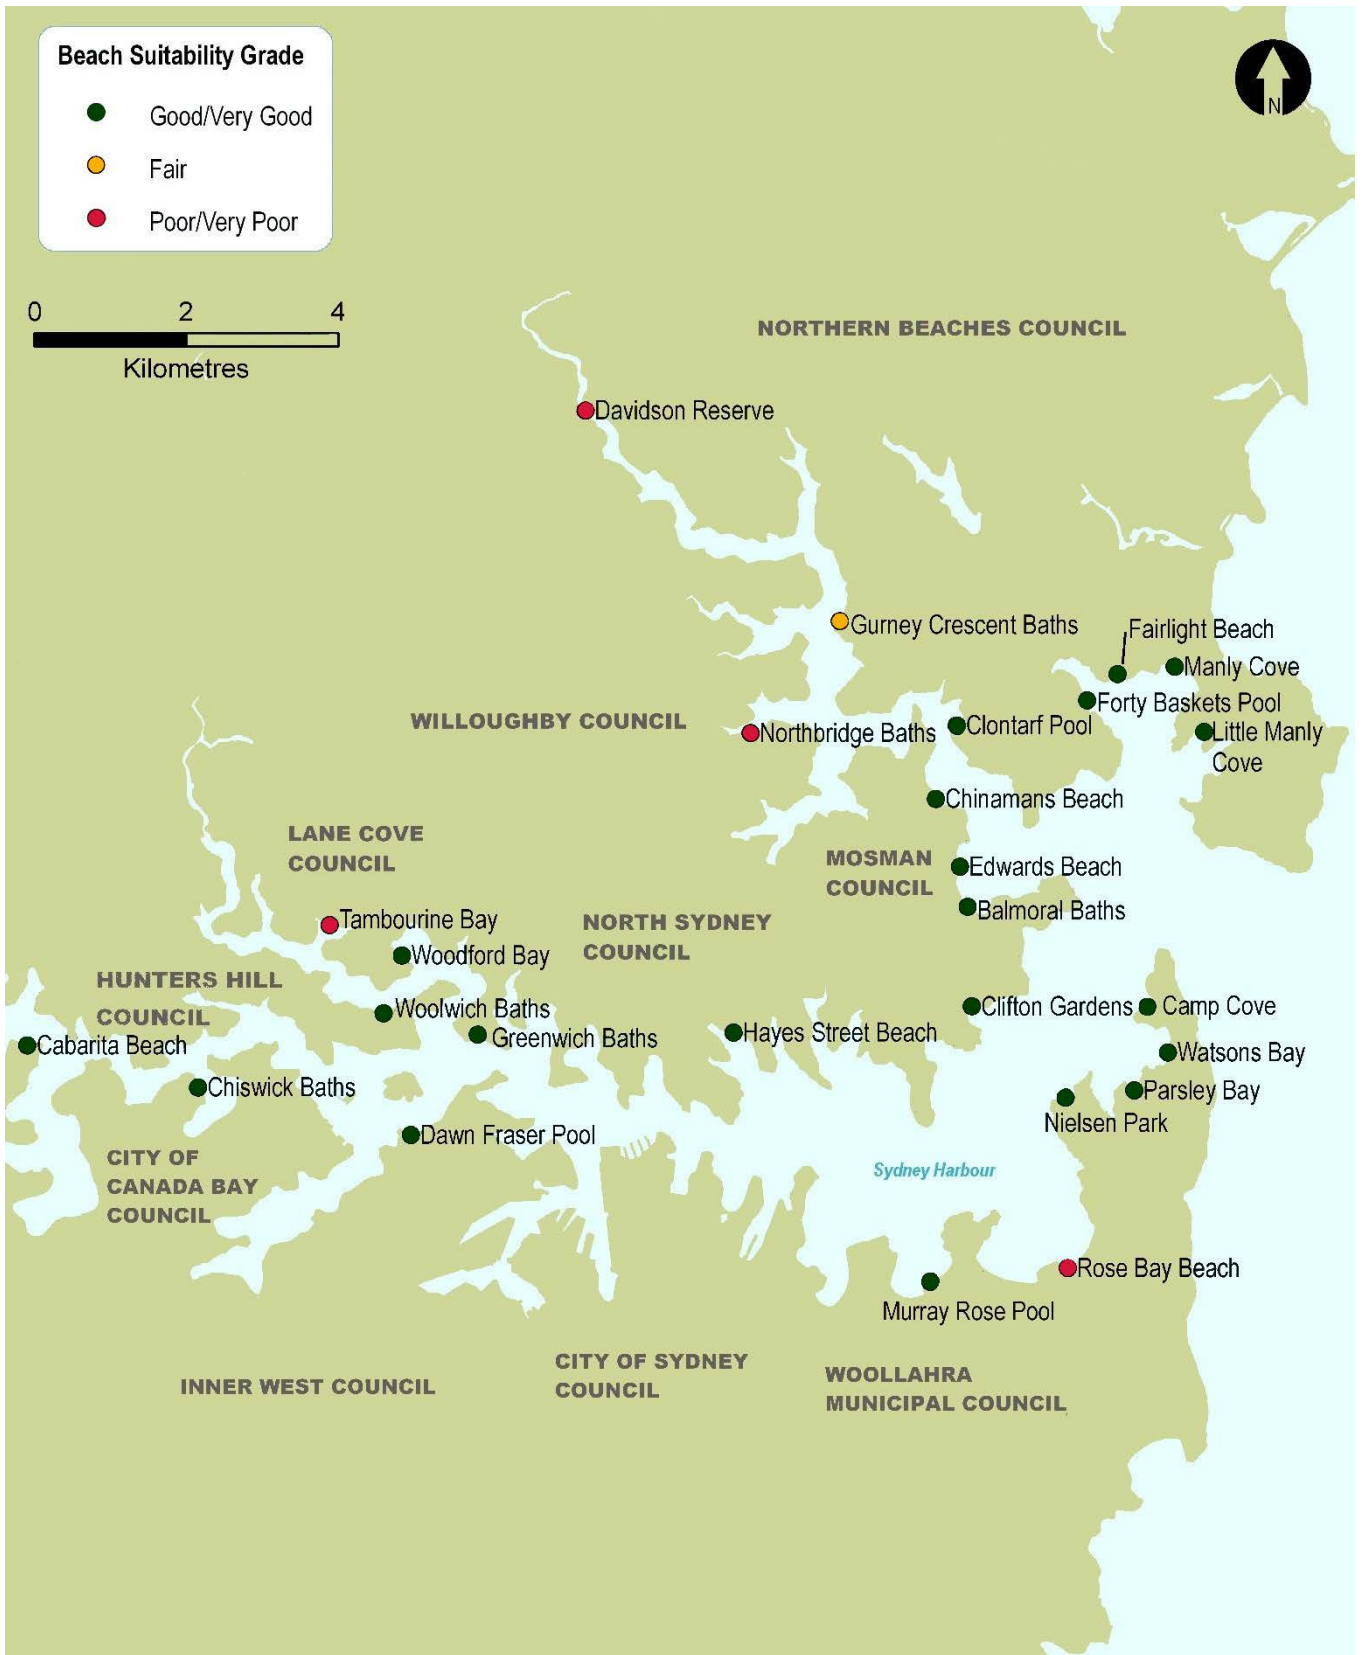 Beach Suitability Grade
Good/Very Good
Fair
Poor/Very Poor
N
0 2 4
Kilometres
NORTHERN BEACHES COUNCIL
Davidson Reserve
Gurney Crescent Baths
Fairlight Beach
Manly Cove
Forty Baskets Pool
WILLOUGHBY COUNCIL
Northbridge Baths
Clontarf Pool
Little Manly
Cove
Chinamans Beach
LANE COVE
COUNCIL
MOSMAN
COUNCIL
Edwards Beach
Balmoral Baths
Tambourine Bay
NORTH SYDNEY
COUNCIL
Woodford Bay
HUNTERS HILL
COUNCIL
Woolwich Baths
Clifton Gardens
Camp Cove
Cabarita Beach
Greenwich Baths
Hayes Street Beach
Watsons Bay
Chiswick Baths
Parsley Bay
Nielsen Park
Dawn Fraser Pool
CITY OF
CANADA BAY
COUNCIL
Sydney Harbour
Rose Bay Beach
Murray Rose Pool
INNER WEST COUNCIL
CITY OF SYDNEY
COUNCIL
WOOLLAHRA
MUNICIPAL COUNCIL